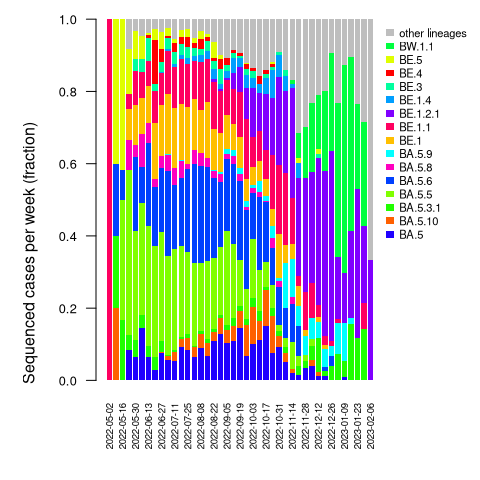 Sequenced cases per week (fraction)
1.0
0.8
0.6
0.4
0.2
0.0
2022-05-02
2022-05-16
2022-05-30
2022-06-13
2022-06-27
2022-07-11
2022-07-25
2022-08-08
2022-08-22
2022-09-05
2022-09-19
2022-10-03
2022-10-17
2022-10-31
2022-11-14
2022-11-28
2022-12-12
2022-12-26
2023-01-09
2023-01-23
2023-02-06
other lineages
BW.1.1
BE.5
BE.4
BE.3
BE.1.4
BE.1.2.1
BE.1.1
BE.1
BA.5.9
BA.5.8
BA.5.6
BA.5.5
BA.5.3.1
BA.5.10
BA.5